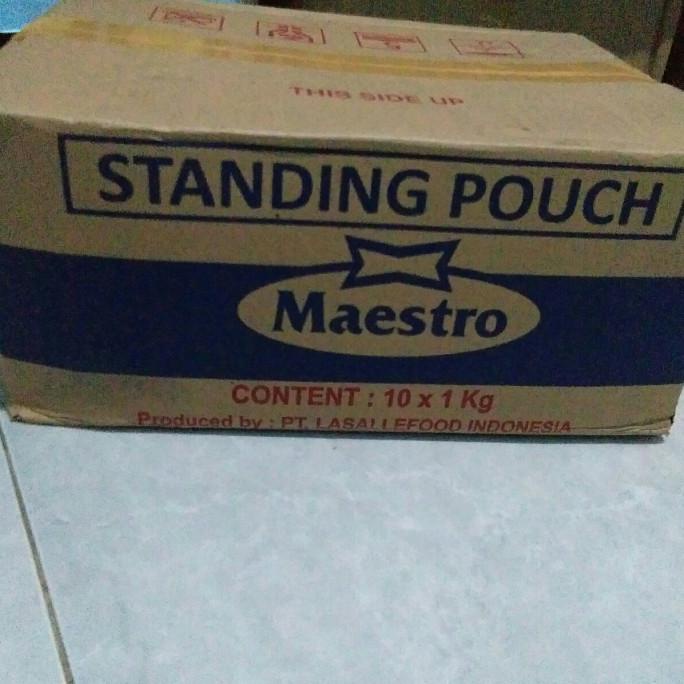 THIS SIDE UP
STANDING POUCH
Maestro
CONTENT : 10 x 1 Kg
Produced by : PT. LASALLEFOOD INDONESIA